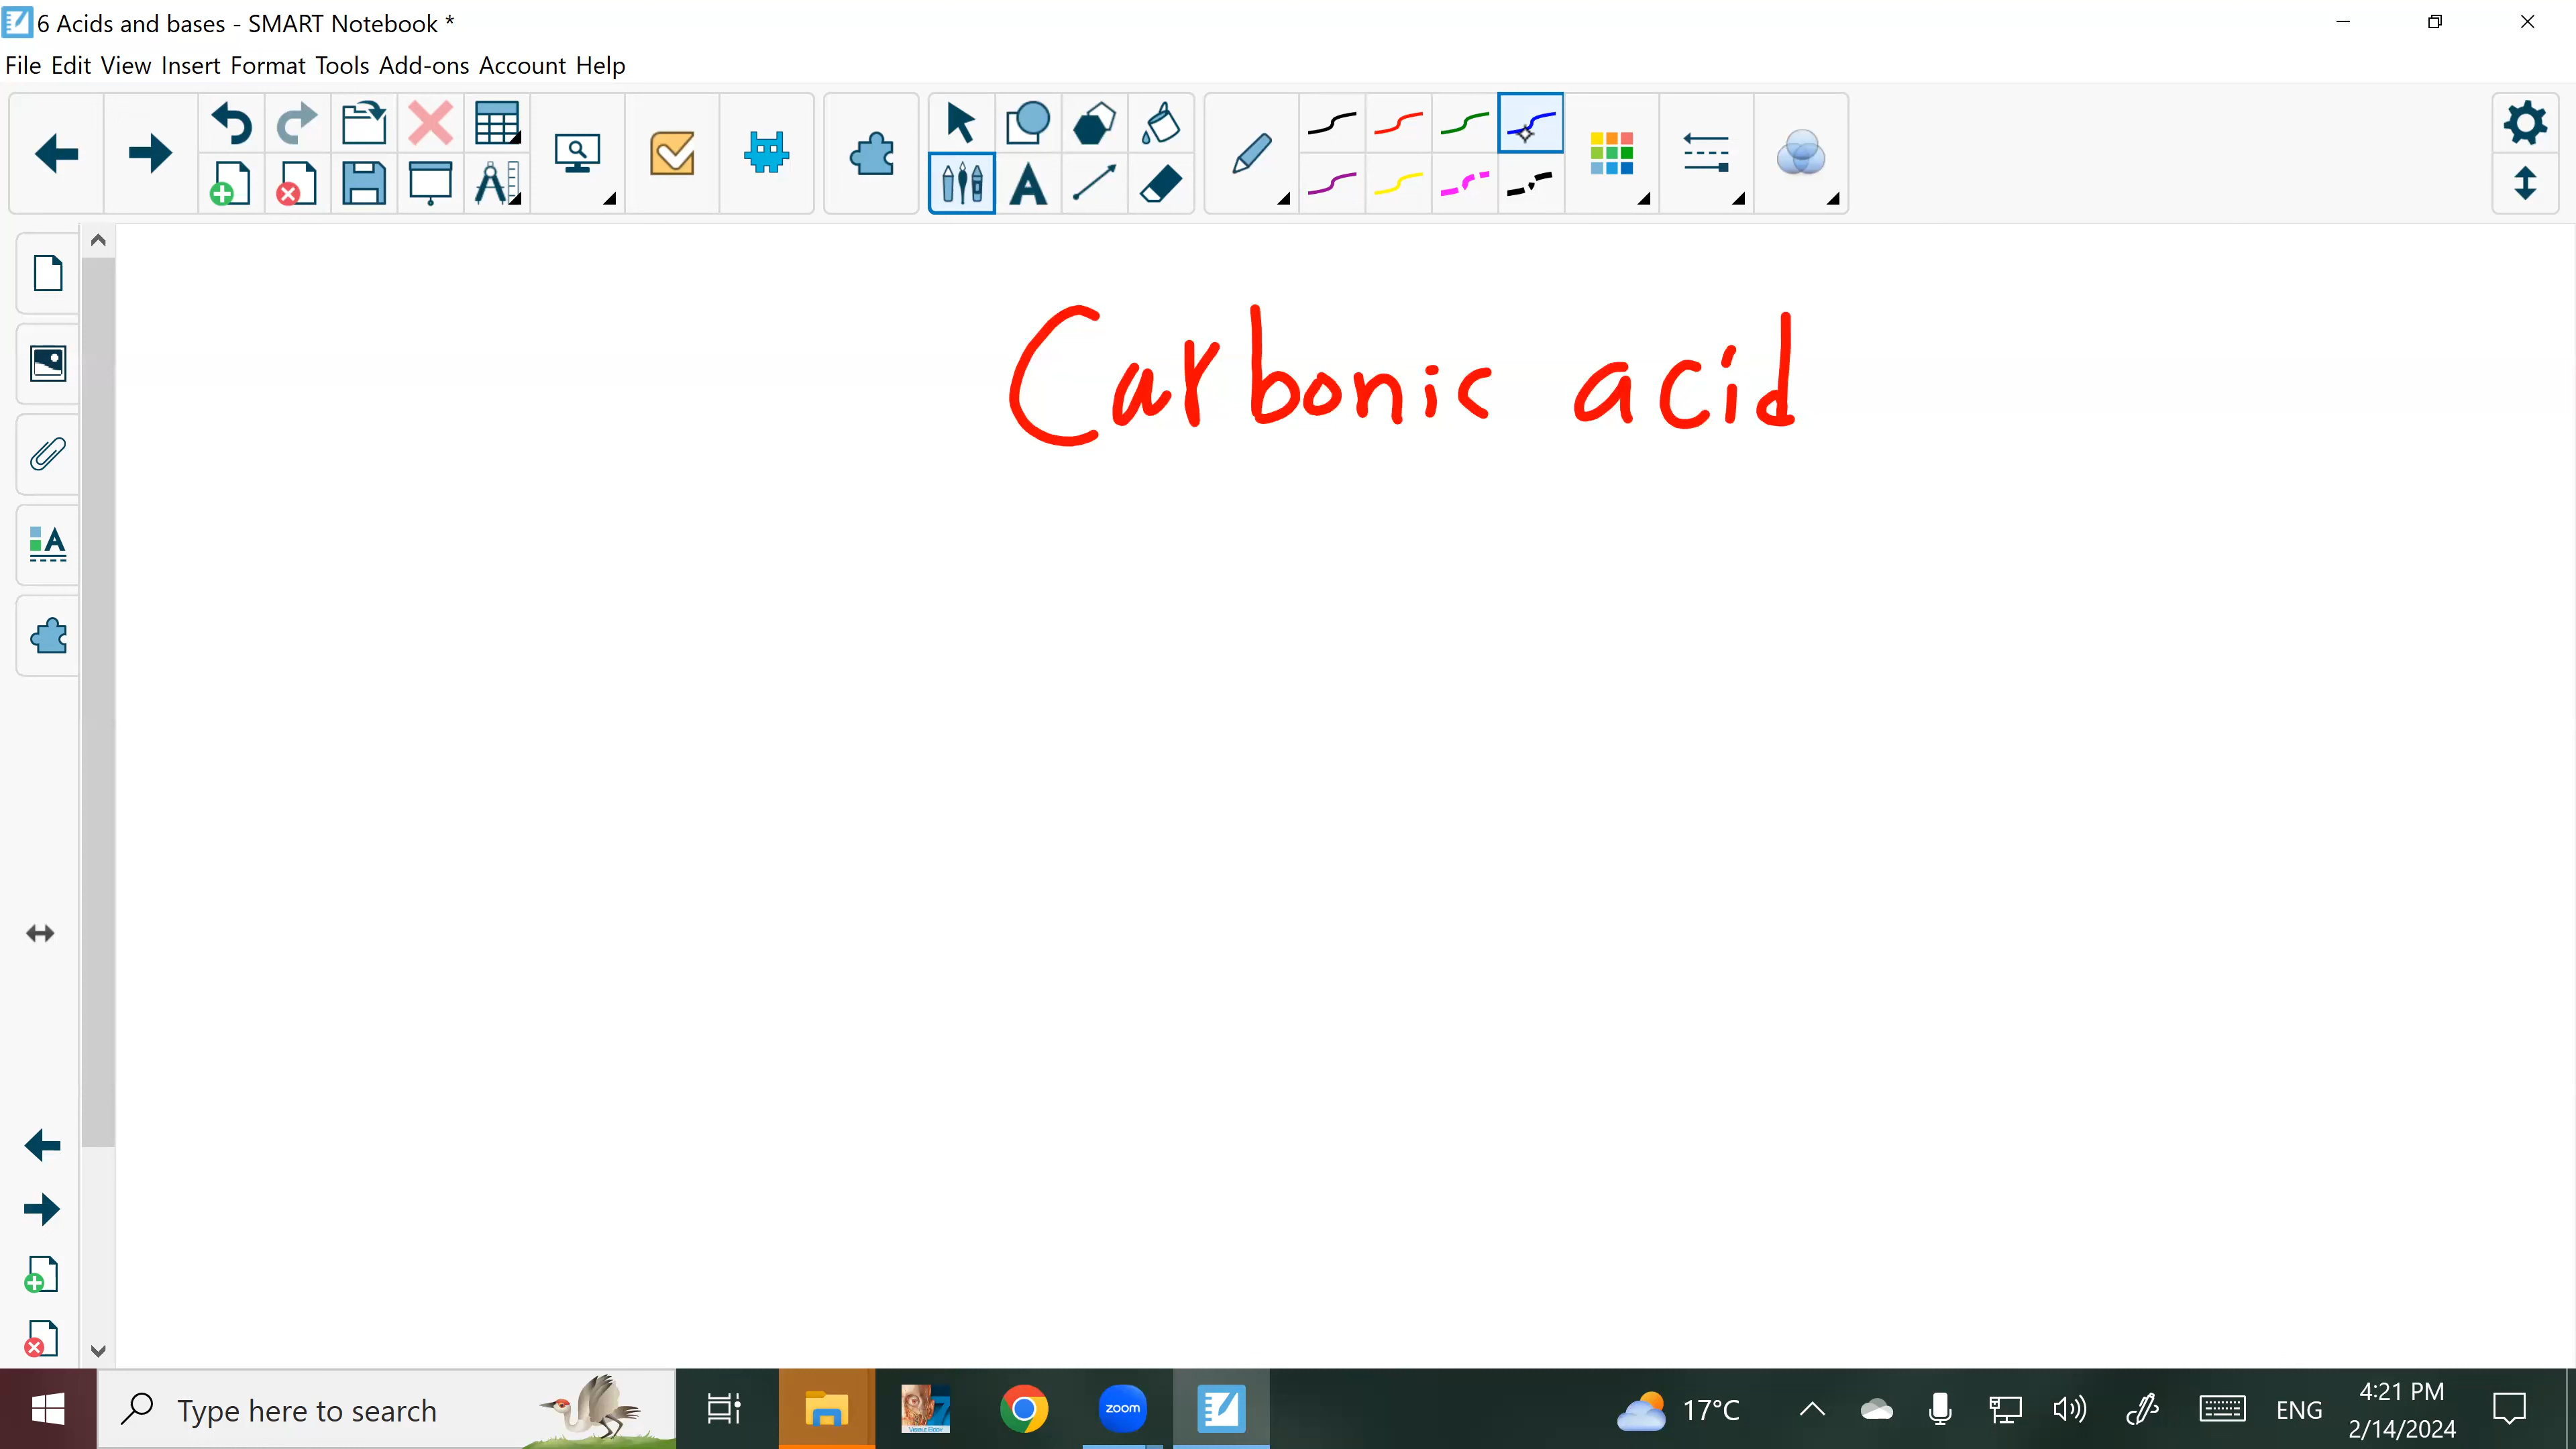 6 Acids and bases - SMART Notebook *
File Edit View Insert Format Tools Add-ons Account Help
Carbonic acid
Type here to search
zoom
17°C
ENG
4:21 PM
2/14/2024